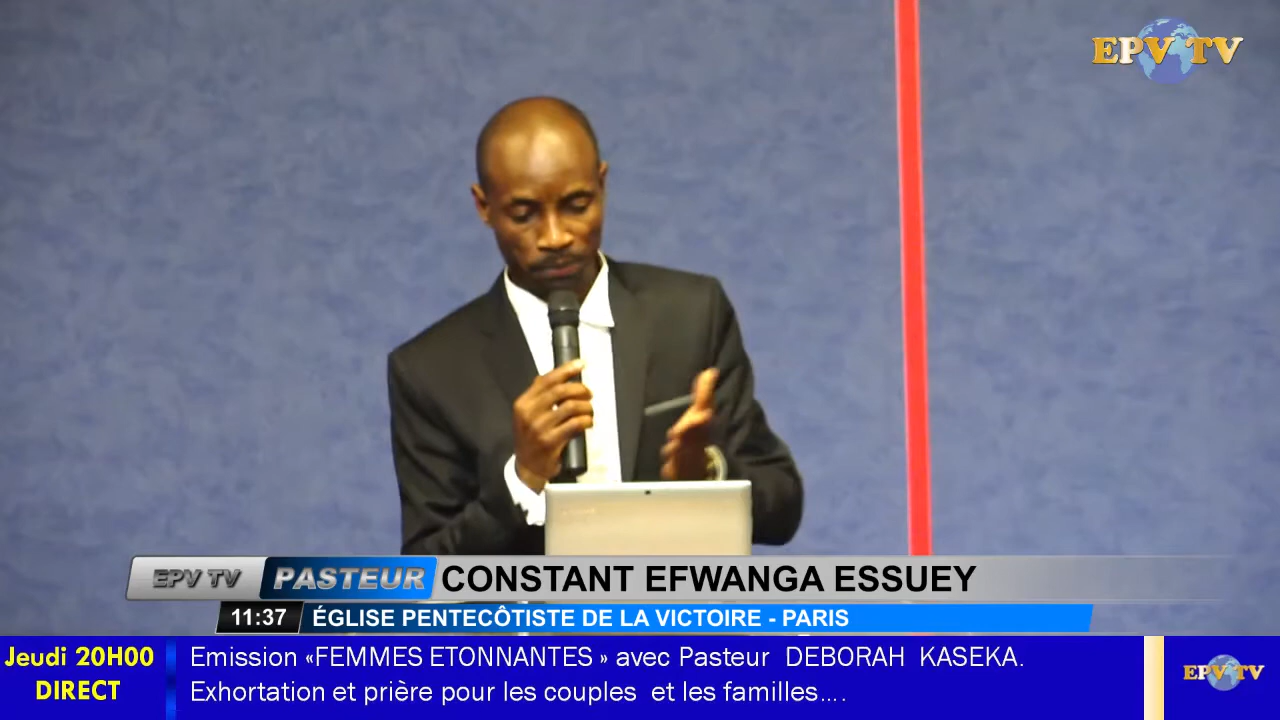 EPV TV
EPV TV PASTEUR CONSTANT EFWANGA ESSUEY
11:37 ÉGLISE PENTECÔTISTE DE LA VICTOIRE - PARIS
Jeudi 20H00
DIRECT
Emission «FEMMES ETONNANTES » avec Pasteur DEBORAH KASEKA.
Exhortation et prière pour les couples et les familles....
EPV TV